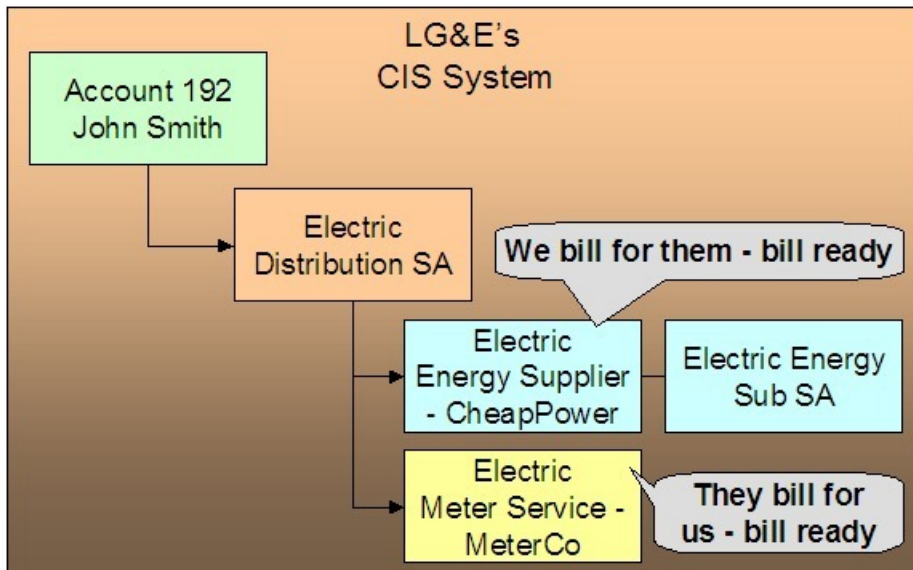 LG&E's
CIS System
Account 192
John Smith
Electric
Distribution SA
We bill for them - bill ready
Electric
Energy Supplier
- CheapPower
Electric Energy
Sub SA
Electric
Meter Service -
MeterCo
They bill for
us - bill ready